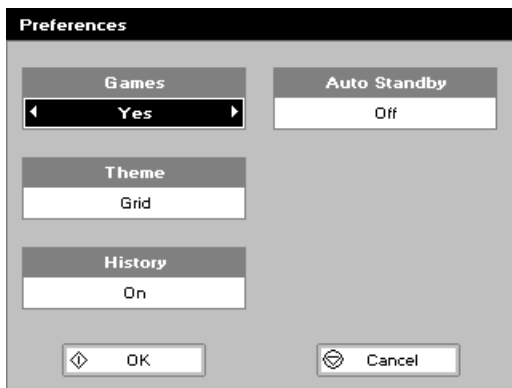 Preferences
Games
Yes
Auto Standby
Off
Theme
Grid
History
On
OK
Cancel